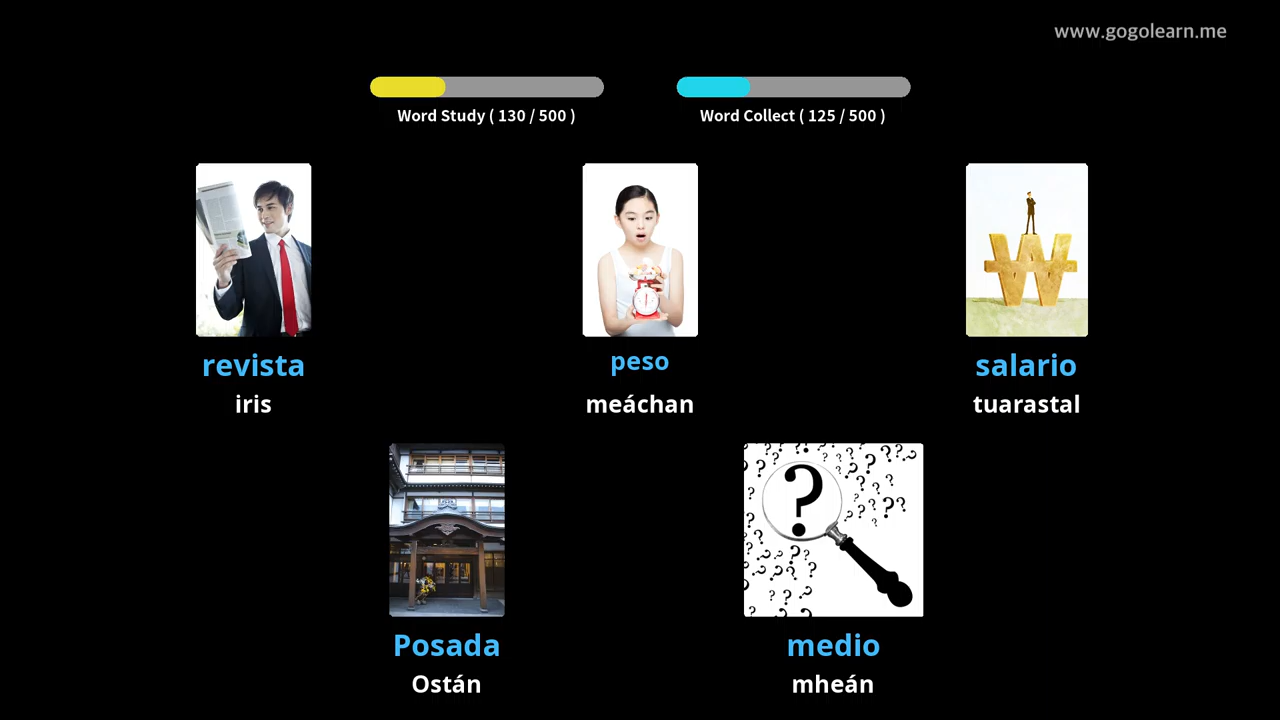 www.gogolearn.me
Word Study ( 130 / 500 )
Word Collect ( 125 / 500 )
revista
iris
peso
meáchan
salario
tuarastal
Posada
Ostán
medio
mheán